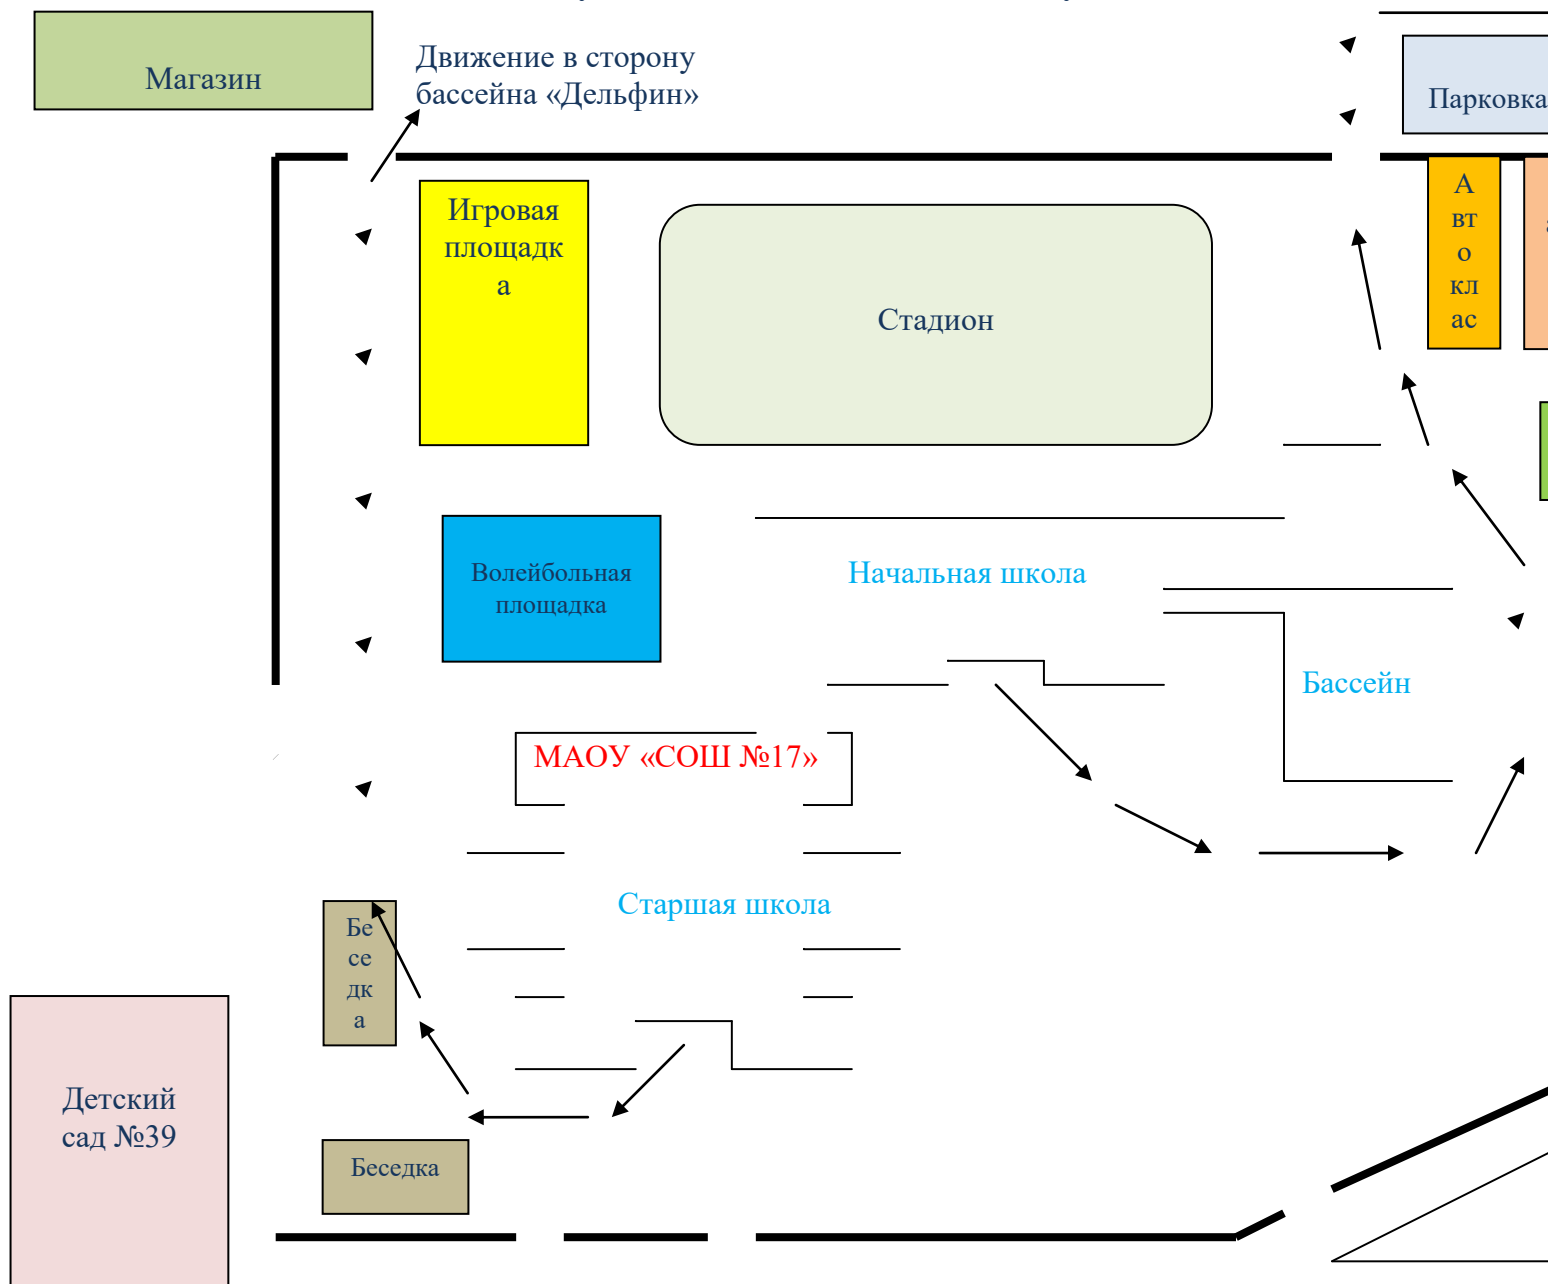 Магазин
Движение в сторону
бассейна «Дельфин»
Парковка
Игровая
площадк
а
Стадион
А
вт
о
кл
ас
Волейбольная
площадка
Начальная школа
Бассейн
МАОУ «СОШ №17»
Старшая школа
Бе
се
дк
а
Детский
сад №39
Беседка